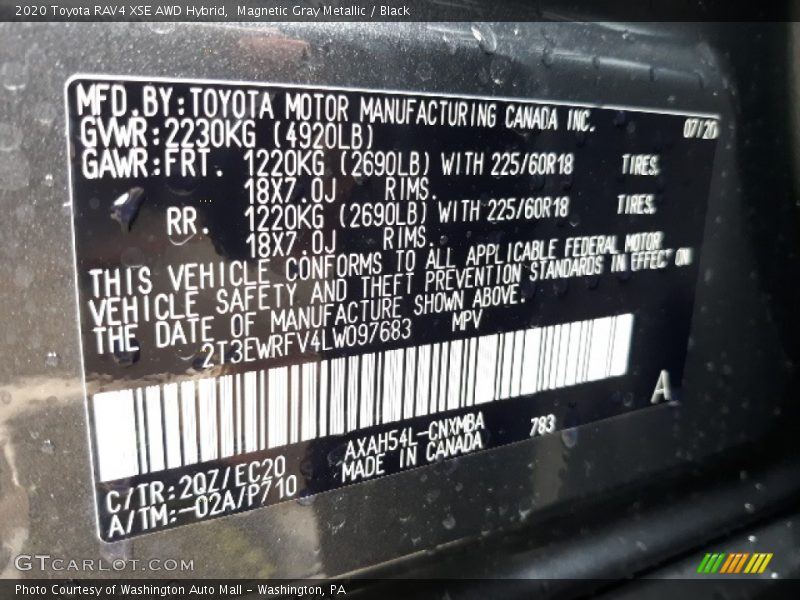 2020 Toyota RAV4 XSE AWD Hybrid, Magnetic Gray Metallic / Black
MFD.BY:TOYOTA MOTOR MANUFACTURING CANADA INC.
07/20
GVWR:2230KG (4920LB)
GAWR:FRT. 1220KG (2690LB) WITH 225/60R18 TIRES.
18X7.0J RIMS.
RR. 1220KG (2690LB) WITH 225/60R18 TIRES.
18X7.0J RIMS.
THIS VEHICLE CONFORMS TO ALL APPLICABLE FEDERAL MOTOR
VEHICLE SAFETY AND THEFT PREVENTION STANDARDS IN EFFECT ON
THE DATE OF MANUFACTURE SHOWN ABOVE.
2T3EWRFV4LW097683 MPV
A
C/TR:2QZ/EC20 AXAH54L-CNXMBA 783
A/TM:-02A/P710 MADE IN CANADA
GTCARLOT.COM
Photo Courtesy of Washington Auto Mall - Washington, PA